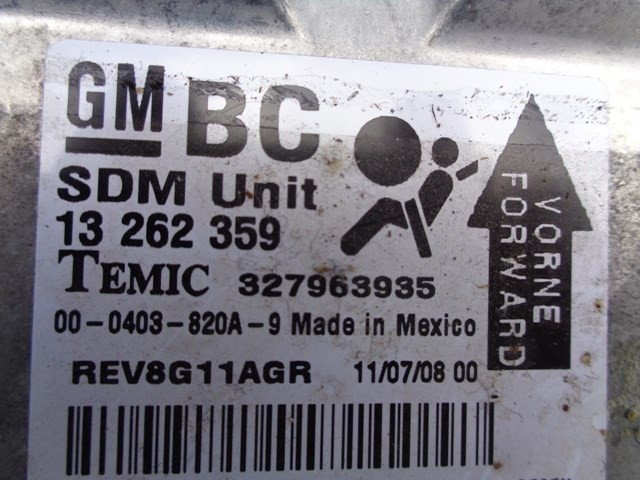 GM BC
SDM Unit
13 262 359
TEMIC 327963935
00-0403-820A-9 Made in Mexico
REV8G11AGR 11/07/08 00
VORNE
FORWARD